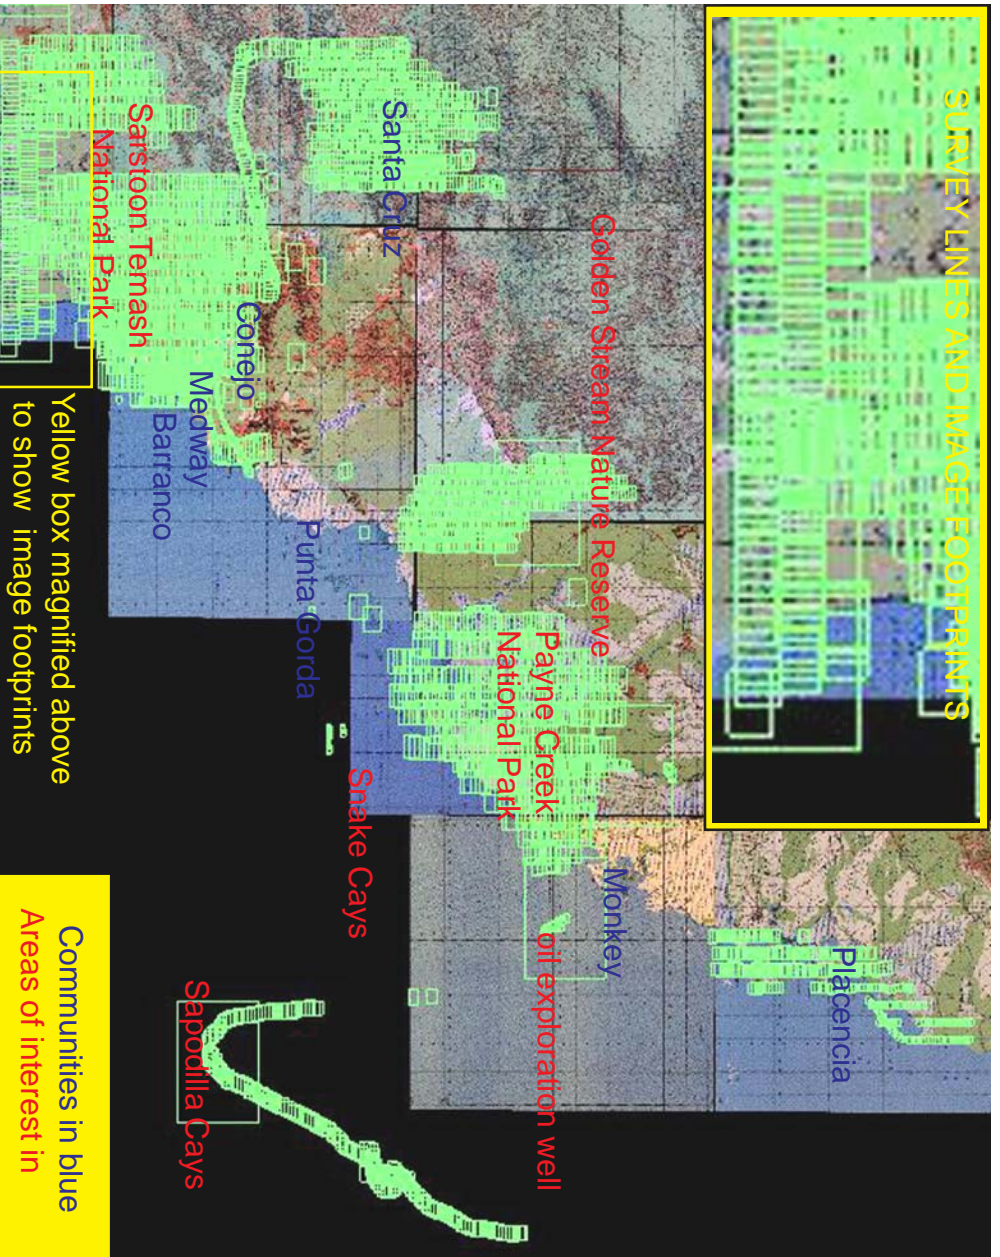 SURVEY LINES AND IMAGE FOOTPRINTS
Placencia
Golden Stream Nature Reserve
Monkey
oil exploration well
Payne Creek
National Park
Santa Cruz
Snake Cays
Punta Gorda
Conejo
Medway
Barranco
Sapodilla Cays
Sarstoon Temash
National Park
Yellow box magnified above
to show image footprints
Communities in blue
Areas of interest in